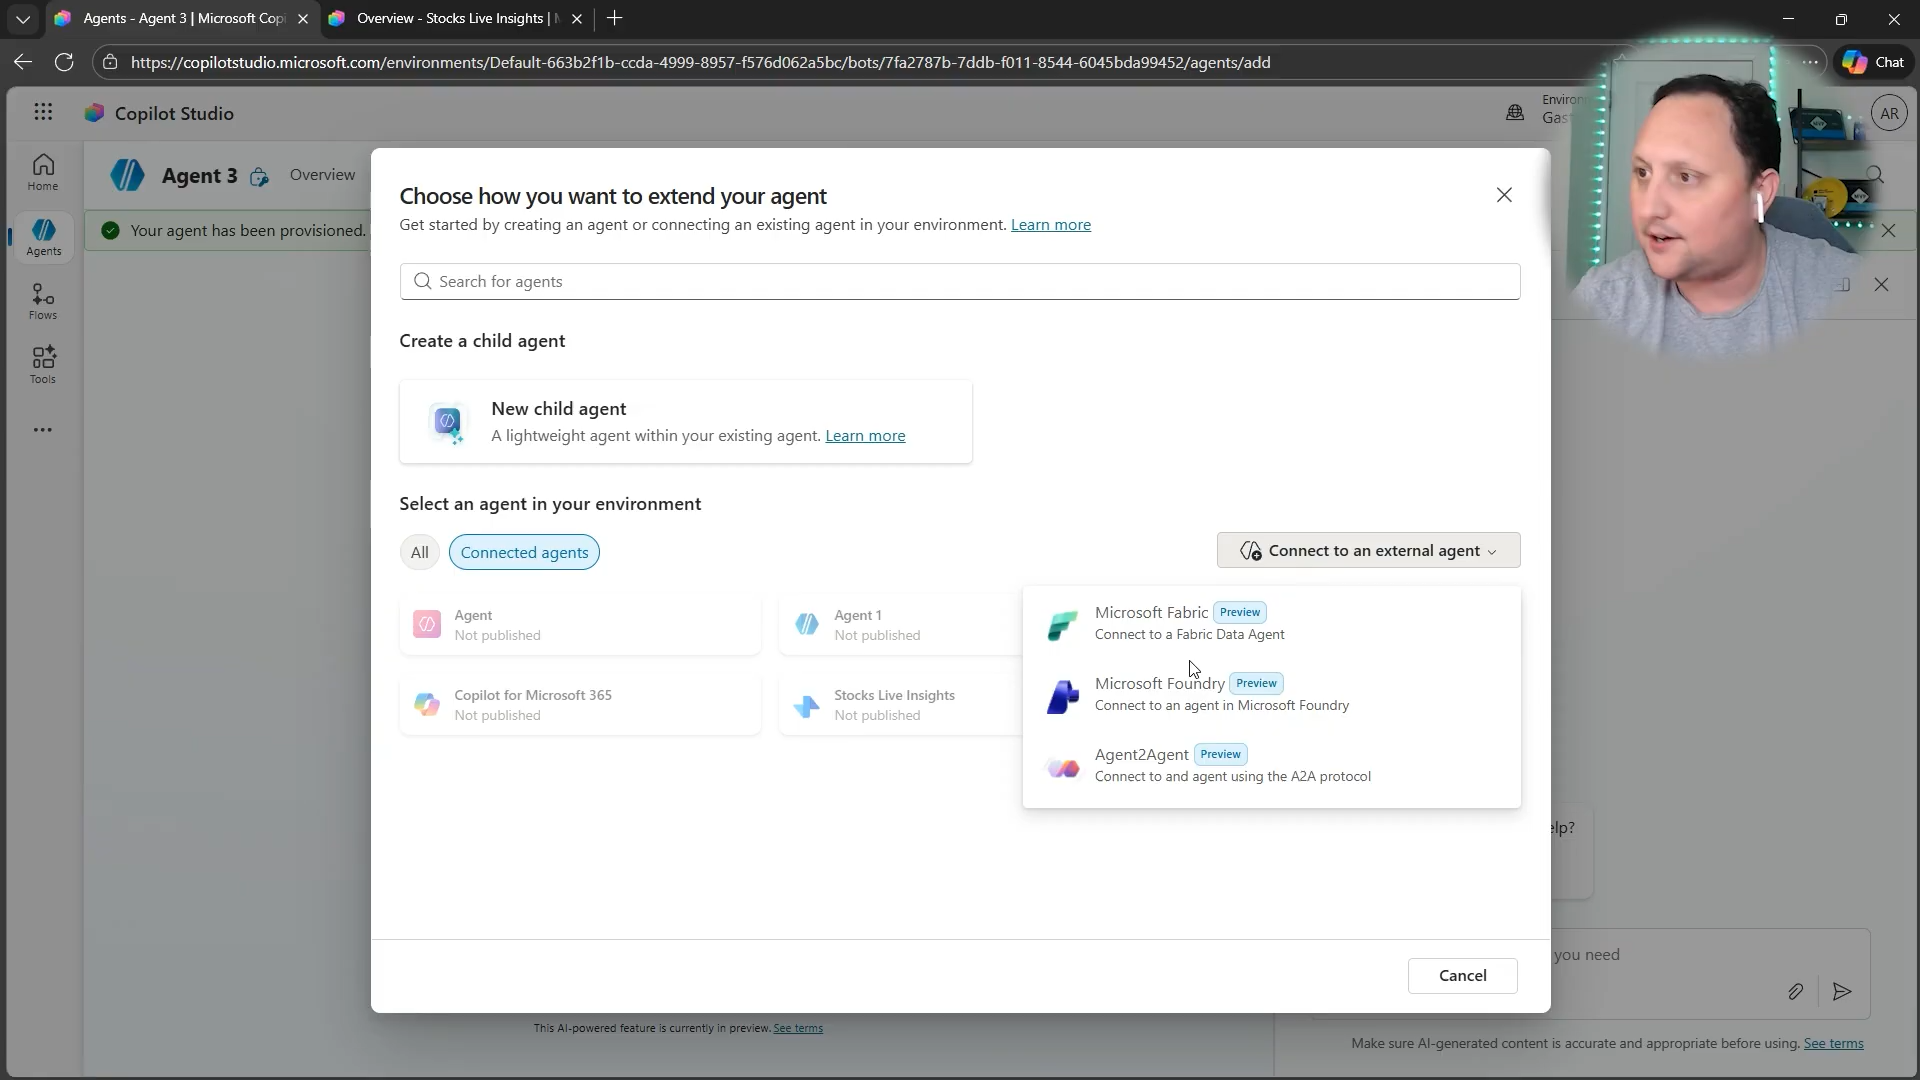 Agents - Agent 3 | Microsoft Copi
Overview - Stocks Live Insights |
https://copilotstudio.microsoft.com/environments/Default-663b2f1b-ccda-4999-8957-f576d062a5bc/bots/7fa2787b-7ddb-f011-8544-6045bda99452/agents/add
Chat
Copilot Studio
Environ
Gas
AR
Home
Agents
Flows
Tools
Agent 3
Overview
Your agent has been provisioned.
Choose how you want to extend your agent
Get started by creating an agent or connecting an existing agent in your environment. Learn more
Search for agents
Create a child agent
New child agent
A lightweight agent within your existing agent. Learn more
Select an agent in your environment
All
Connected agents
Connect to an external agent
Agent
Not published
Agent 1
Not published
Copilot for Microsoft 365
Not published
Stocks Live Insights
Not published
Microsoft Fabric Preview
Connect to a Fabric Data Agent
Microsoft Foundry Preview
Connect to an agent in Microsoft Foundry
Agent2Agent Preview
Connect to and agent using the A2A protocol
Cancel
elp?
you need
This AI-powered feature is currently in preview. See terms
Make sure AI-generated content is accurate and appropriate before using. See terms